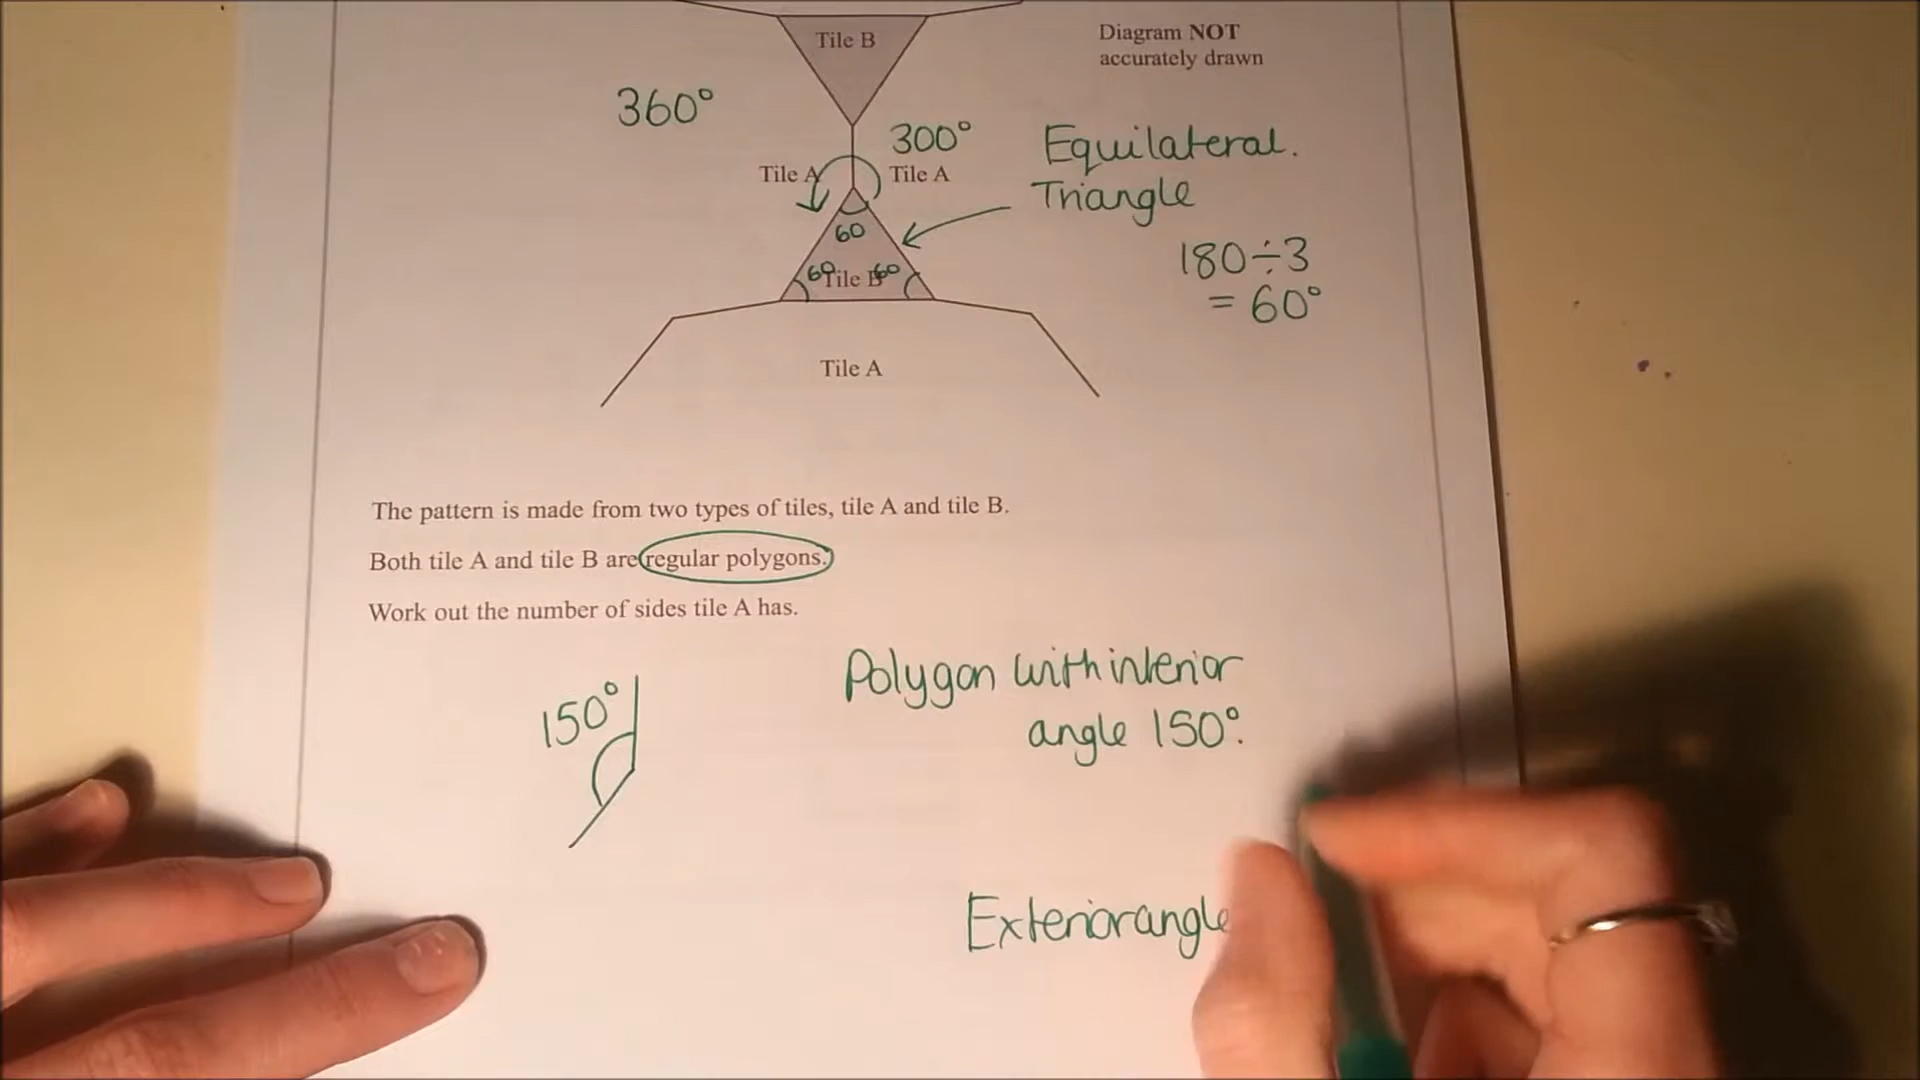 Tile B
Diagram NOT
accurately drawn
360°
300°
Equilateral.
Triangle
Tile A
Tile A
60
60
Tile B
60
180÷3
= 60°
Tile A
The pattern is made from two types of tiles, tile A and tile B.
Both tile A and tile B are regular polygons.
Work out the number of sides tile A has.
150°
Polygon with interior
angle 150°.
Exterior angle